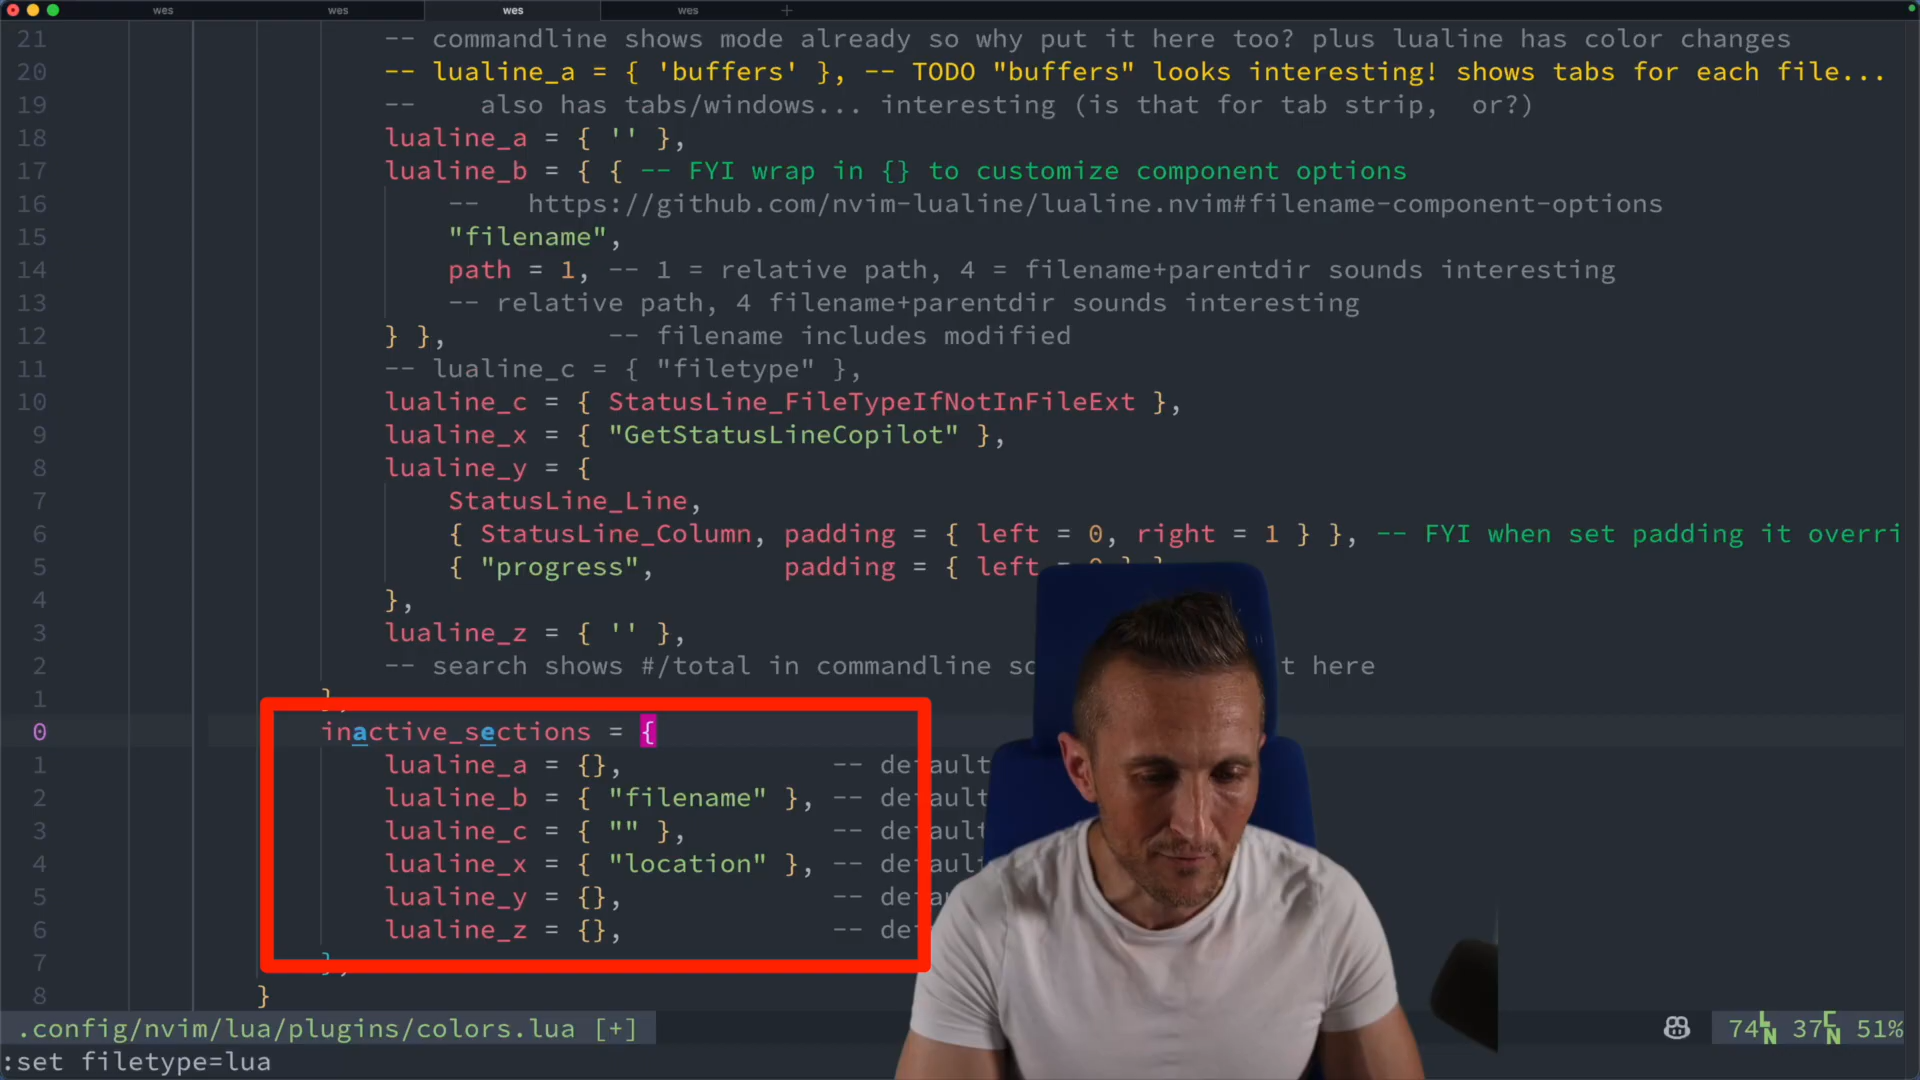 wes wes wes wes +
21 -- commandline shows mode already so why put it here too? plus lualine has color changes
20 -- lualine_a = { 'buffers' }, -- TODO "buffers" looks interesting! shows tabs for each file...
19 -- also has tabs/windows... interesting (is that for tab strip, or?)
18 lualine_a = { '' },
17 lualine_b = { { -- FYI wrap in {} to customize component options
16 -- https://github.com/nvim-lualine/lualine.nvim#filename-component-options
15 "filename",
14 path = 1, -- 1 = relative path, 4 = filename+parentdir sounds interesting
13 -- relative path, 4 filename+parentdir sounds interesting
12 } }, -- filename includes modified
11 -- lualine_c = { "filetype" },
10 lualine_c = { StatusLine_FileTypeIfNotInFileExt },
9 lualine_x = { "GetStatusLineCopilot" },
8 lualine_y = {
7 StatusLine_Line,
6 { StatusLine_Column, padding = { left = 0, right = 1 } }, -- FYI when set padding it overri
5 { "progress", padding = { left =
4 },
3 lualine_z = { '' },
2 -- search shows #/total in commandline here
1 },
0 inactive_sections = {
1 lualine_a = {}, -- default
2 lualine_b = { "filename" }, -- default
3 lualine_c = { "" }, -- default
4 lualine_x = { "location" }, --
5 lualine_y = {}, --
6 lualine_z = {}, --
7 },
8 }
.config/nvim/lua/plugins/colors.lua [+] 74LN 37CN 51%
:set filetype=lua